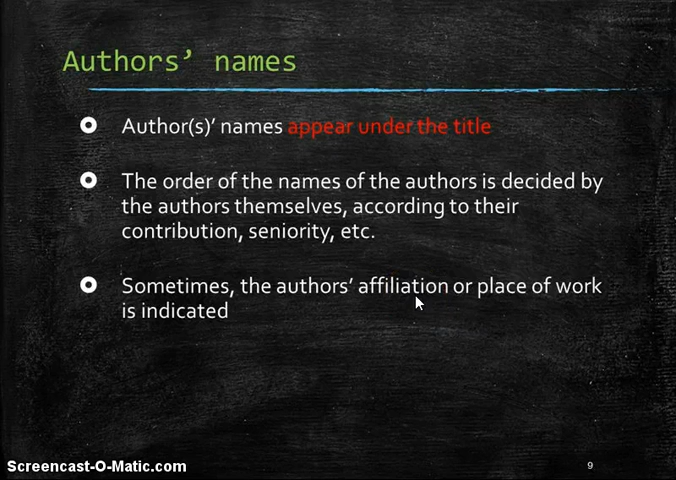 Authors’ names
Author(s)’ names appear under the title
The order of the names of the authors is decided by
the authors themselves, according to their
contribution, seniority, etc.
Sometimes, the authors’ affiliation or place of work
is indicated
Screencast-O-Matic.com
9